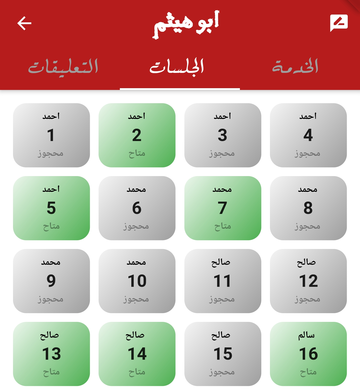 أبو هيثم
الخدمة
الجلسات
التعليقات
احمد
1
محجوز
احمد
2
متاح
احمد
3
محجوز
احمد
4
محجوز
احمد
5
متاح
محمد
6
محجوز
محمد
7
متاح
محمد
8
محجوز
محمد
9
محجوز
محمد
10
محجوز
صالح
11
محجوز
صالح
12
محجوز
صالح
13
متاح
صالح
14
متاح
صالح
15
محجوز
سالم
16
متاح